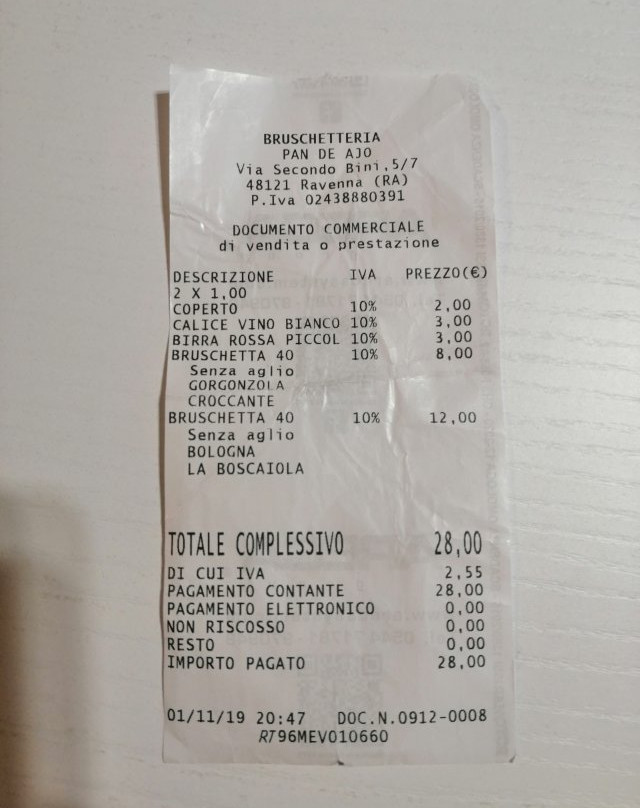 BRUSCHETTERIA
PAN DE AJO
Via Secondo Bini,5/7
48121 Ravenna (RA)
P.Iva 02438880391
DOCUMENTO COMMERCIALE
di vendita o prestazione
DESCRIZIONE IVA PREZZO(€)
2 X 1,00
COPERTO 10% 2,00
CALICE VINO BIANCO 10% 3,00
BIRRA ROSSA PICCOL 10% 3,00
BRUSCHETTA 40 10% 8,00
Senza aglio
GORGONZOLA
CROCCANTE
BRUSCHETTA 40 10% 12,00
Senza aglio
BOLOGNA
LA BOSCAIOLA
TOTALE COMPLESSIVO 28,00
DI CUI IVA 2,55
PAGAMENTO CONTANTE 28,00
PAGAMENTO ELETTRONICO 0,00
NON RISCOSSO 0,00
RESTO 0,00
IMPORTO PAGATO 28,00
01/11/19 20:47 DOC.N.0912-0008
RT96MEV010660